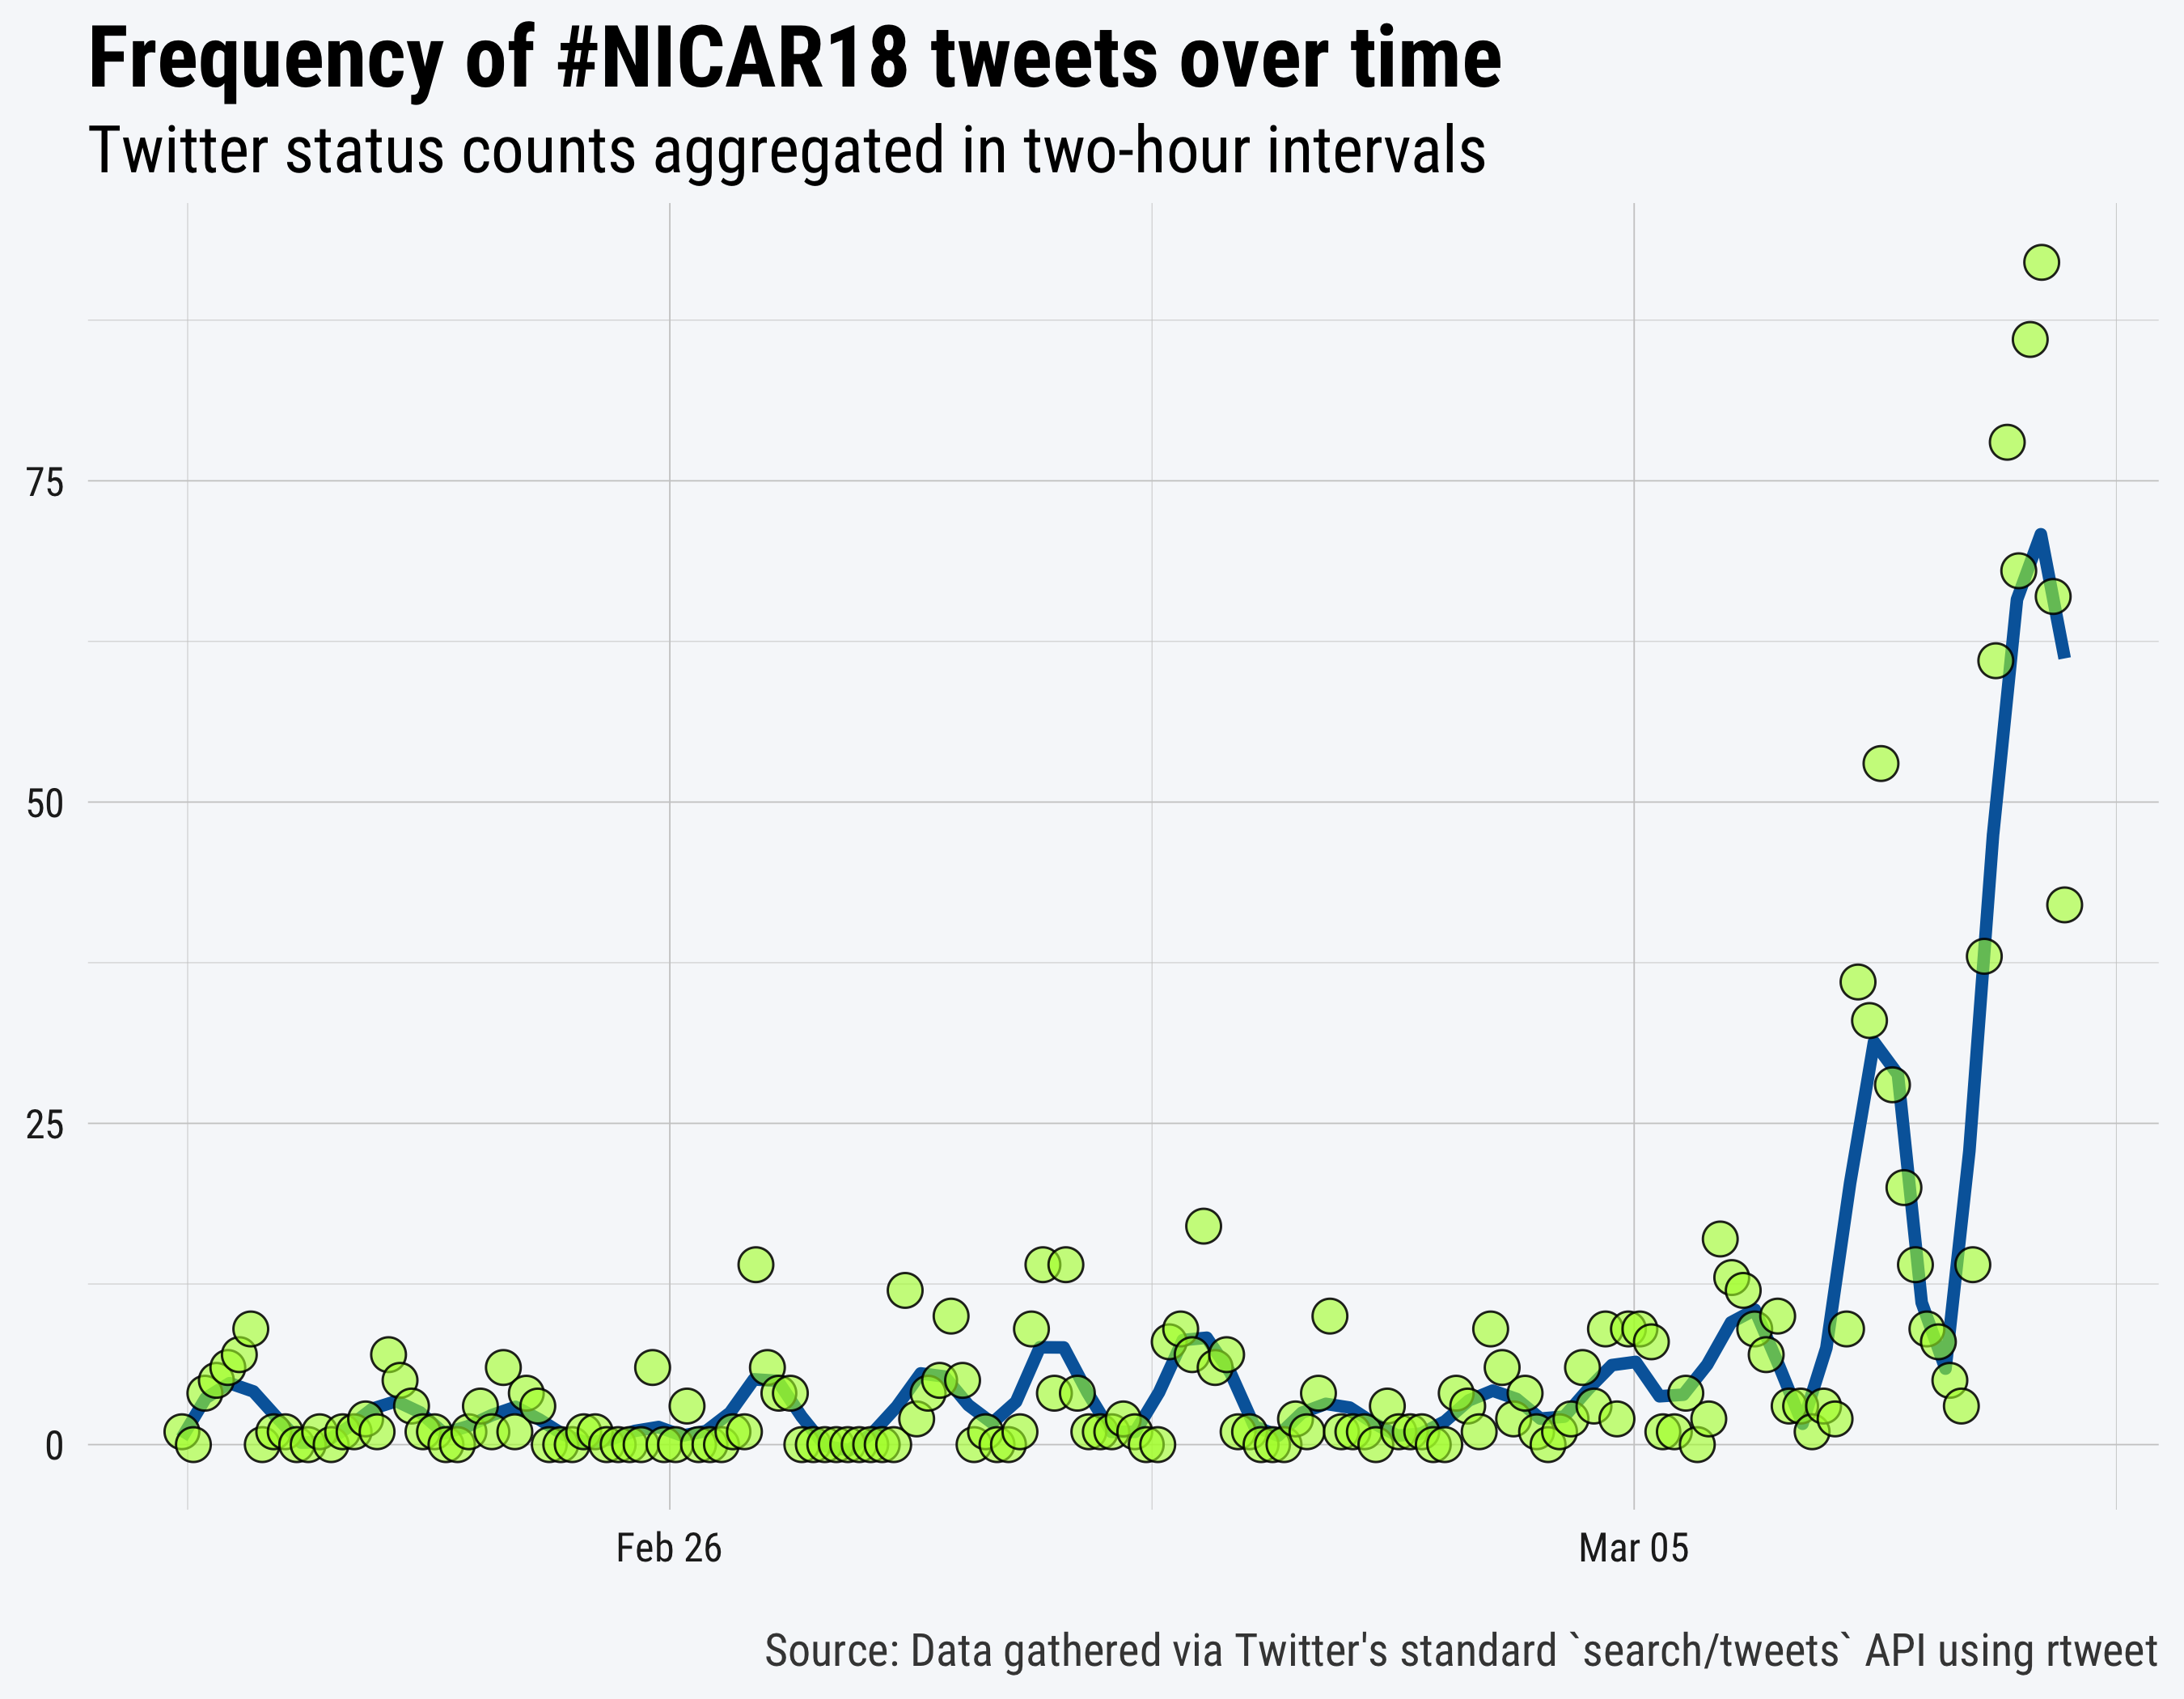 Frequency of #NICAR18 tweets over time
Twitter status counts aggregated in two-hour intervals
75
50
25
0
Feb 26 Mar 05
Source: Data gathered via Twitter's standard `search/tweets` API using rtweet